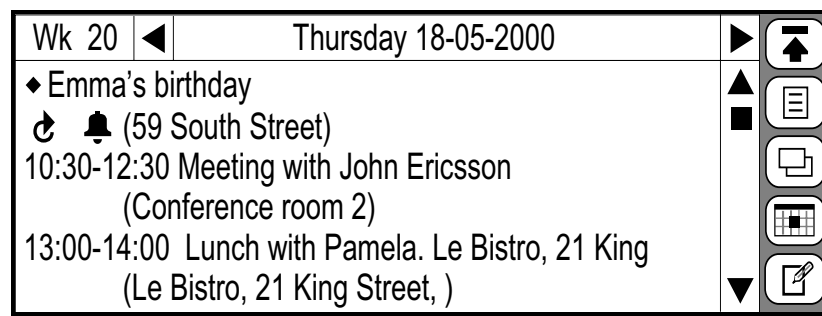 Wk 20 Thursday 18-05-2000
Emma's birthday
(59 South Street)
10:30-12:30 Meeting with John Ericsson
(Conference room 2)
13:00-14:00 Lunch with Pamela. Le Bistro, 21 King
(Le Bistro, 21 King Street, )